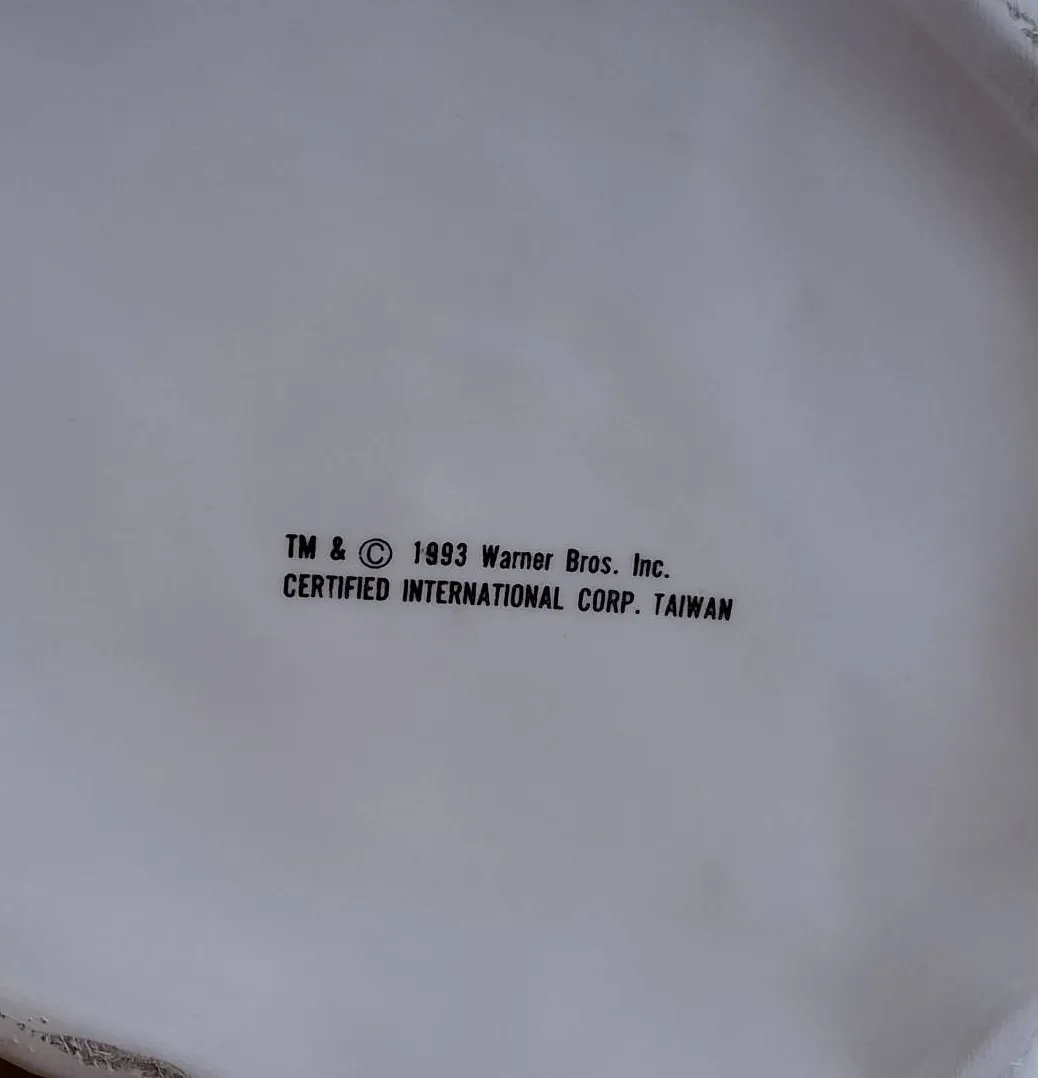 TM & © 1993 Warner Bros. Inc.
CERTIFIED INTERNATIONAL CORP. TAIWAN